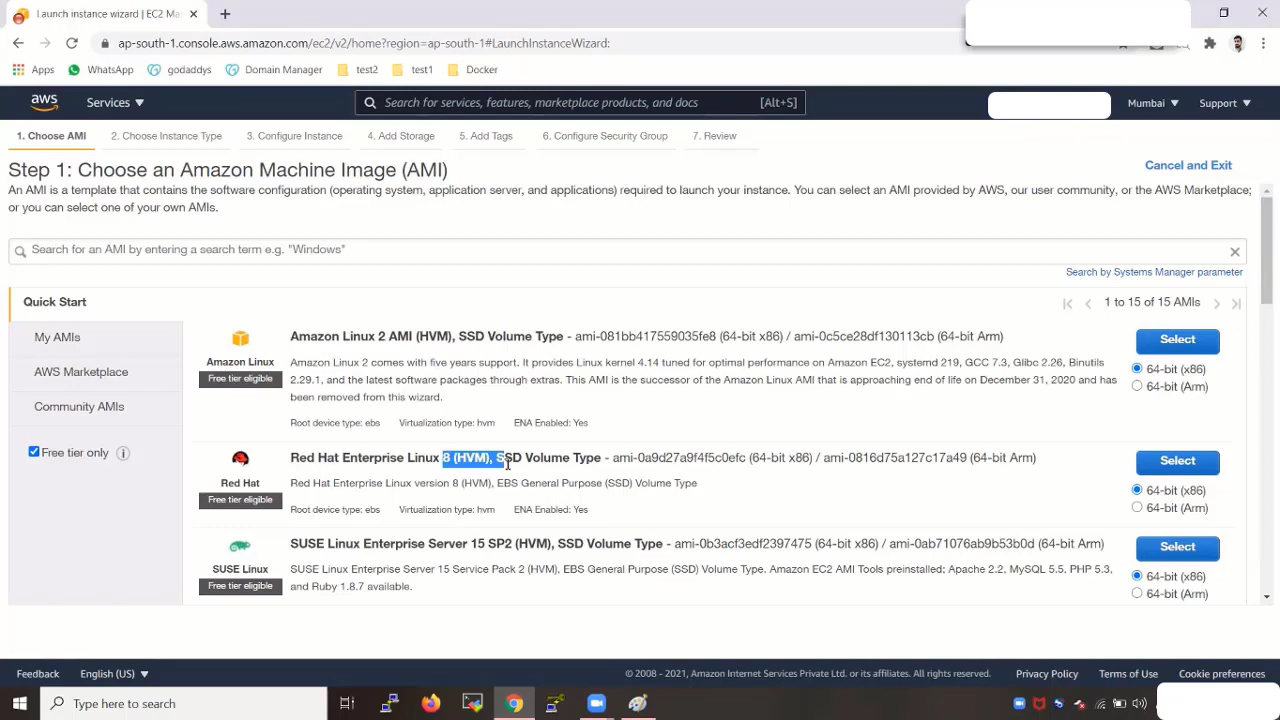 Launch instance wizard | EC2 Man
ap-south-1.console.aws.amazon.com/ec2/v2/home?region=ap-south-1#LaunchInstanceWizard:
Apps WhatsApp godaddys Domain Manager test2 test1 Docker
aws Services Search for services, features, marketplace products, and docs [Alt+S] Mumbai Support
1. Choose AMI 2. Choose Instance Type 3. Configure Instance 4. Add Storage 5. Add Tags 6. Configure Security Group 7. Review
Step 1: Choose an Amazon Machine Image (AMI)
Cancel and Exit
An AMI is a template that contains the software configuration (operating system, application server, and applications) required to launch your instance. You can select an AMI provided by AWS, our user community, or the AWS Marketplace;
or you can select one of your own AMIs.
Search for an AMI by entering a search term e.g. "Windows"
Search by Systems Manager parameter
Quick Start
1 to 15 of 15 AMIs
My AMIs
AWS Marketplace
Community AMIs
Free tier only
Amazon Linux
Free tier eligible
Amazon Linux 2 AMI (HVM), SSD Volume Type - ami-081bb417559035fe8 (64-bit x86) / ami-0c5ce28df130113cb (64-bit Arm)
Amazon Linux 2 comes with five years support. It provides Linux kernel 4.14 tuned for optimal performance on Amazon EC2, systemd 219, GCC 7.3, Glibc 2.26, Binutils
2.29.1, and the latest software packages through extras. This AMI is the successor of the Amazon Linux AMI that is approaching end of life on December 31, 2020 and has
been removed from this wizard.
Root device type: ebs Virtualization type: hvm ENA Enabled: Yes
Select
64-bit (x86)
64-bit (Arm)
Red Hat
Free tier eligible
Red Hat Enterprise Linux 8 (HVM), SSD Volume Type - ami-0a9d27a9f4f5c0efc (64-bit x86) / ami-0816d75a127c17a49 (64-bit Arm)
Red Hat Enterprise Linux version 8 (HVM), EBS General Purpose (SSD) Volume Type
Root device type: ebs Virtualization type: hvm ENA Enabled: Yes
Select
64-bit (x86)
64-bit (Arm)
SUSE Linux
Free tier eligible
SUSE Linux Enterprise Server 15 SP2 (HVM), SSD Volume Type - ami-0b3acf3edf2397475 (64-bit x86) / ami-0ab71076ab9b53b0d (64-bit Arm)
SUSE Linux Enterprise Server 15 Service Pack 2 (HVM), EBS General Purpose (SSD) Volume Type. Amazon EC2 AMI Tools preinstalled; Apache 2.2, MySQL 5.5, PHP 5.3,
and Ruby 1.8.7 available.
Select
64-bit (x86)
64-bit (Arm)
Feedback English (US) © 2008 - 2021, Amazon Internet Services Private Ltd. or its affiliates. All rights reserved. Privacy Policy Terms of Use Cookie preferences
Type here to search